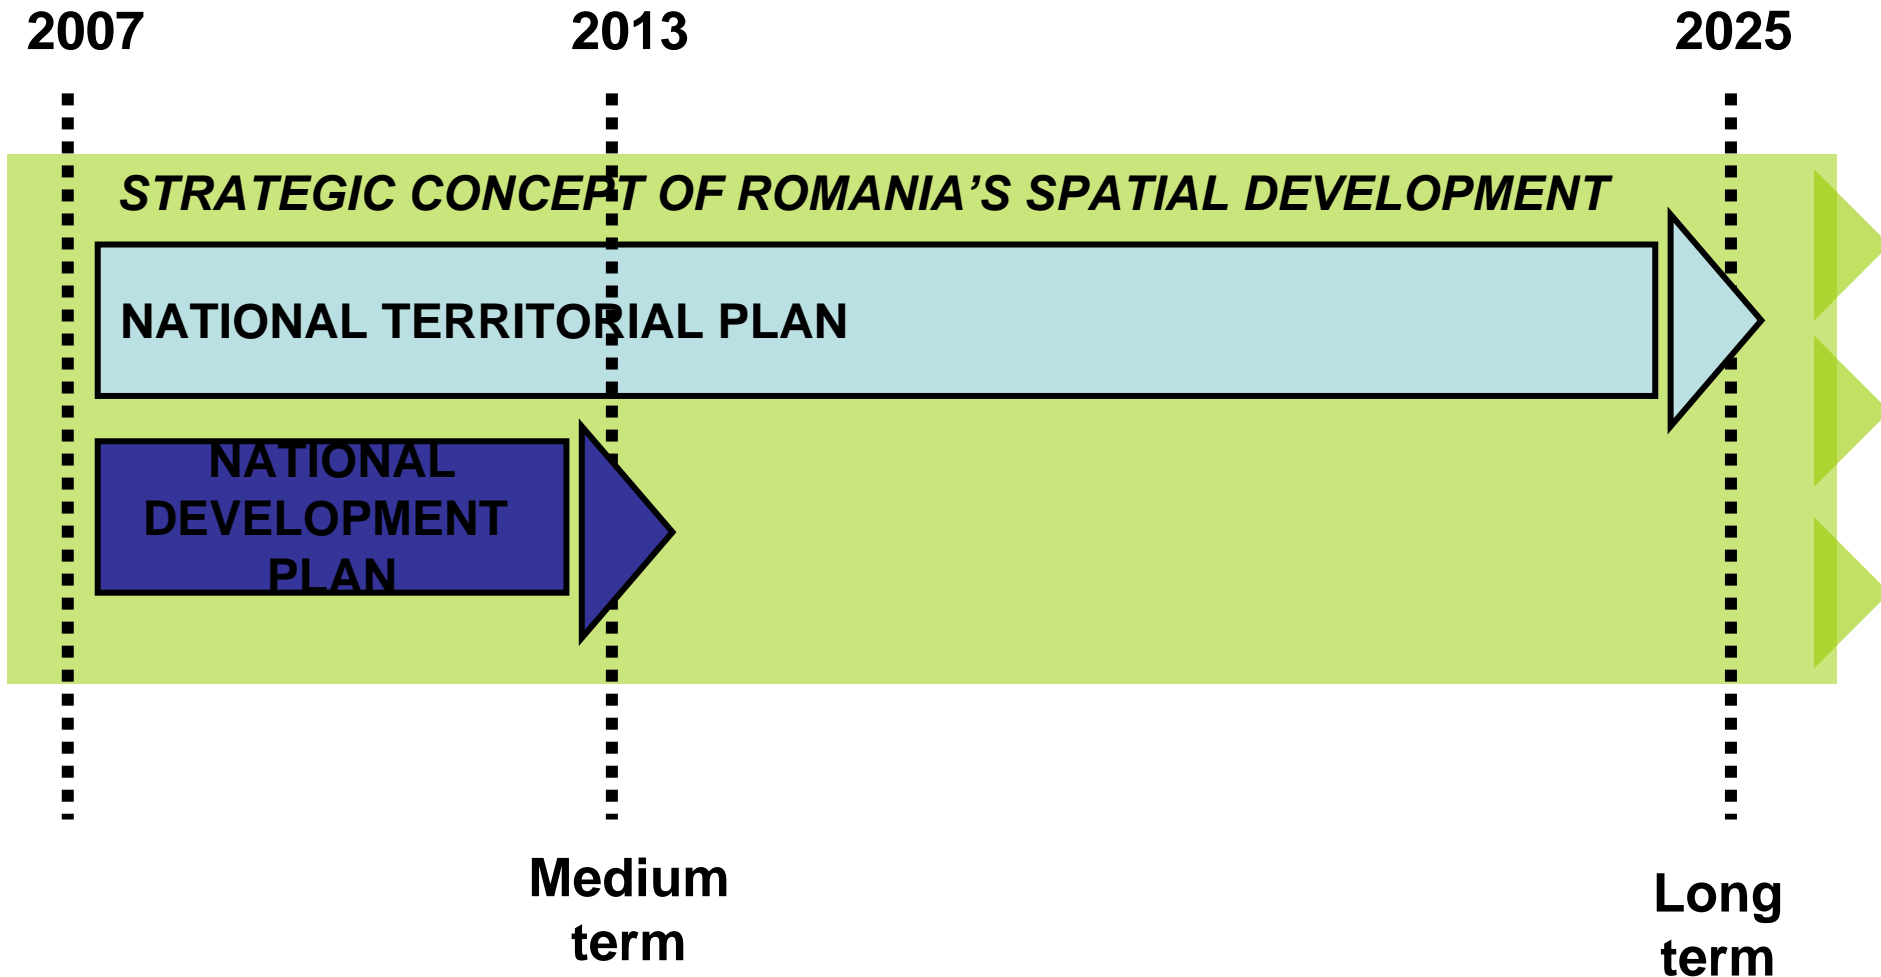 2007
2013
2025
STRATEGIC CONCEPT OF ROMANIA'S SPATIAL DEVELOPMENT
NATIONAL TERRITORIAL PLAN
NATIONAL
DEVELOPMENT
PLAN
Medium
term
Long
term